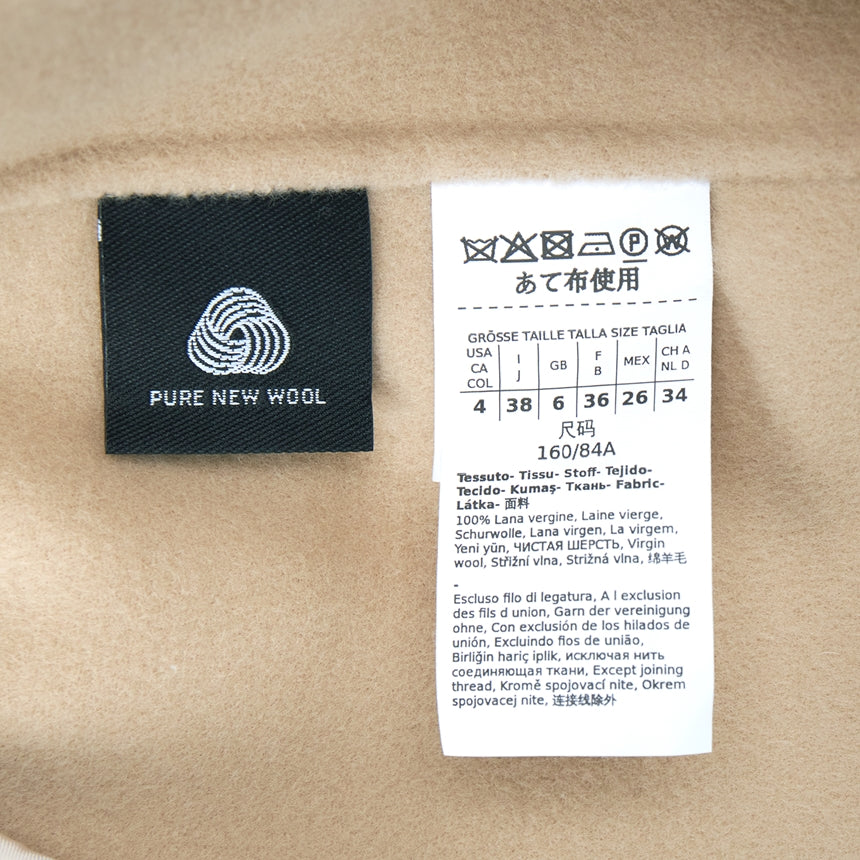 PURE NEW WOOL
P
W
あて布使用
GRÖSSE TAILLE TALLA SIZE TAGLIA
USA CA COL
I J
GB
F B
MEX
CH A NL D
4 38 6 36 26 34
尺码
160/84A
Tessuto- Tissu- Stoff- Tejido-
Tecido- Kumaş- Ткань- Fabric-
Látka- 面料
100% Lana vergine, Laine vierge,
Schurwolle, Lana virgen, La virgem,
Yeni yün, ЧИСТАЯ ШЕРСТЬ, Virgin
wool, Střižní vlna, Strižná vlna, 绵羊毛
-
Escluso filo di legatura, A l exclusion
des fils d union, Garn der vereinigung
ohne, Con exclusión de los hilados de
unión, Excluindo fios de união,
Birliğin hariç iplik, исключая нить
соединяющая ткани, Except joining
thread, Kromě spojovací nite, Okrem
spojovacej nite, 连接线除外